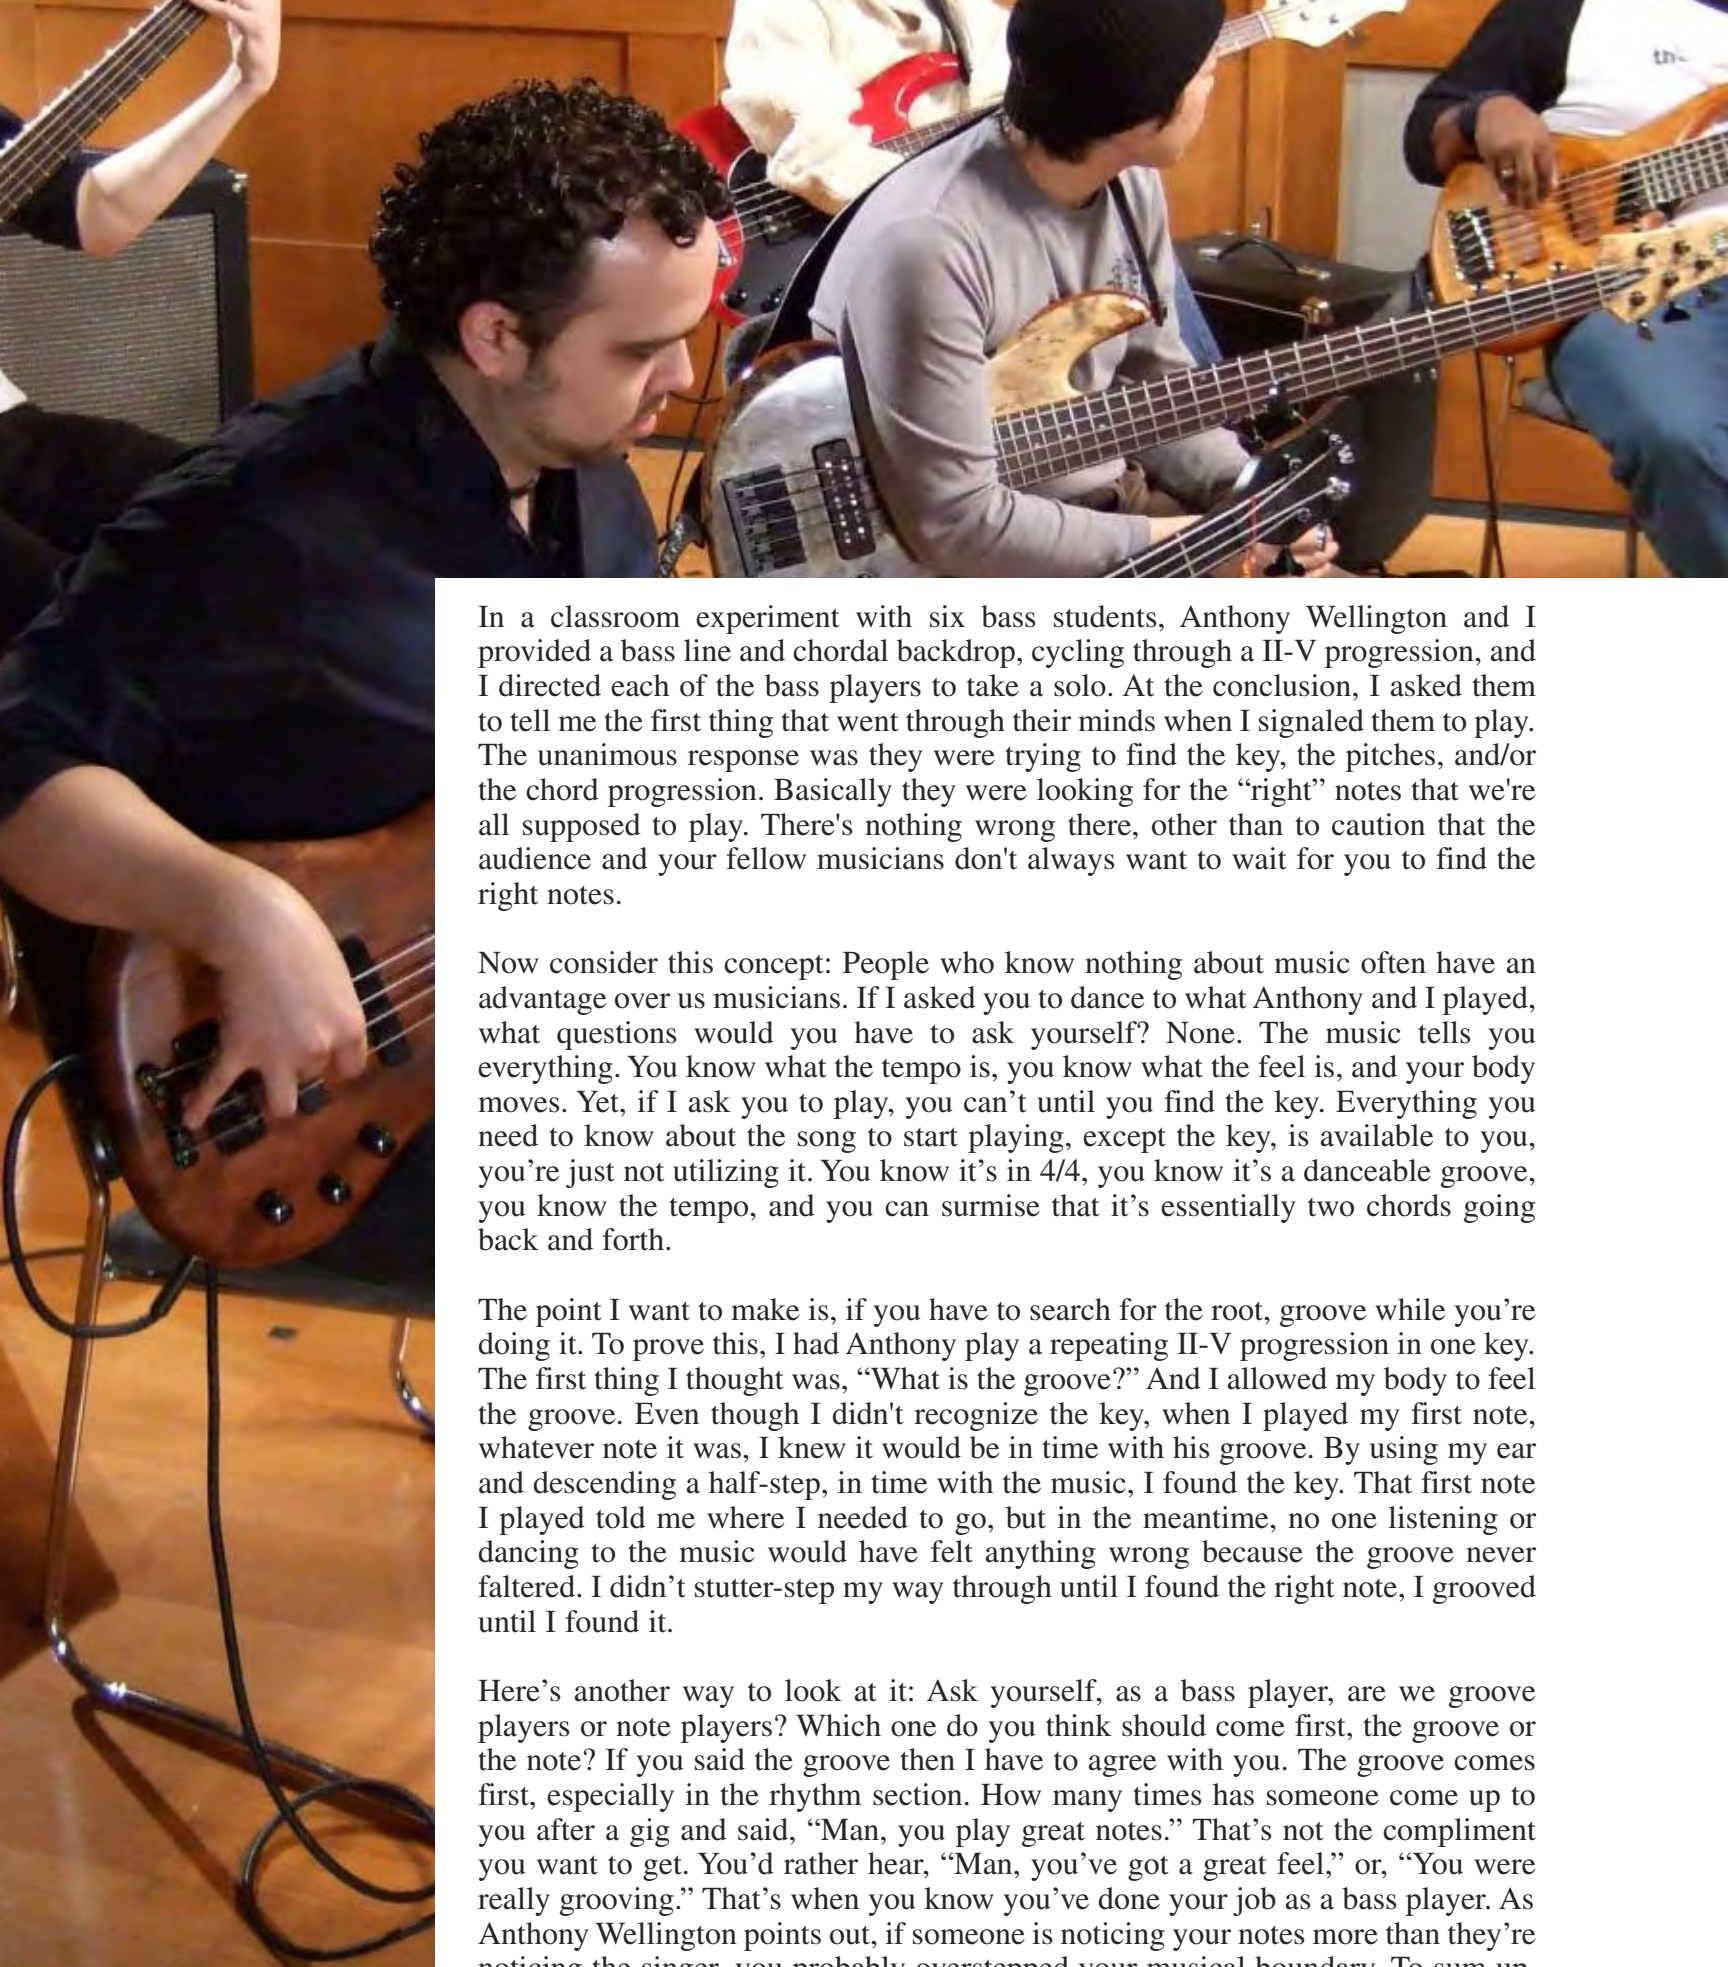 In a classroom experiment with six bass students, Anthony Wellington and I
provided a bass line and chordal backdrop, cycling through a II-V progression, and
I directed each of the bass players to take a solo. At the conclusion, I asked them
to tell me the first thing that went through their minds when I signaled them to play.
The unanimous response was they were trying to find the key, the pitches, and/or
the chord progression. Basically they were looking for the “right” notes that we're
all supposed to play. There's nothing wrong there, other than to caution that the
audience and your fellow musicians don't always want to wait for you to find the
right notes.
Now consider this concept: People who know nothing about music often have an
advantage over us musicians. If I asked you to dance to what Anthony and I played,
what questions would you have to ask yourself? None. The music tells you
everything. You know what the tempo is, you know what the feel is, and your body
moves. Yet, if I ask you to play, you can’t until you find the key. Everything you
need to know about the song to start playing, except the key, is available to you,
you’re just not utilizing it. You know it’s in 4/4, you know it’s a danceable groove,
you know the tempo, and you can surmise that it’s essentially two chords going
back and forth.
The point I want to make is, if you have to search for the root, groove while you’re
doing it. To prove this, I had Anthony play a repeating II-V progression in one key.
The first thing I thought was, “What is the groove?” And I allowed my body to feel
the groove. Even though I didn't recognize the key, when I played my first note,
whatever note it was, I knew it would be in time with his groove. By using my ear
and descending a half-step, in time with the music, I found the key. That first note
I played told me where I needed to go, but in the meantime, no one listening or
dancing to the music would have felt anything wrong because the groove never
faltered. I didn’t stutter-step my way through until I found the right note, I grooved
until I found it.
Here’s another way to look at it: Ask yourself, as a bass player, are we groove
players or note players? Which one do you think should come first, the groove or
the note? If you said the groove then I have to agree with you. The groove comes
first, especially in the rhythm section. How many times has someone come up to
you after a gig and said, “Man, you play great notes.” That’s not the compliment
you want to get. You’d rather hear, “Man, you’ve got a great feel,” or, “You were
really grooving.” That’s when you know you’ve done your job as a bass player. As
Anthony Wellington points out, if someone is noticing your notes more than they’re
noticing the singer, you probably overstepped your musical boundary. To sum up,